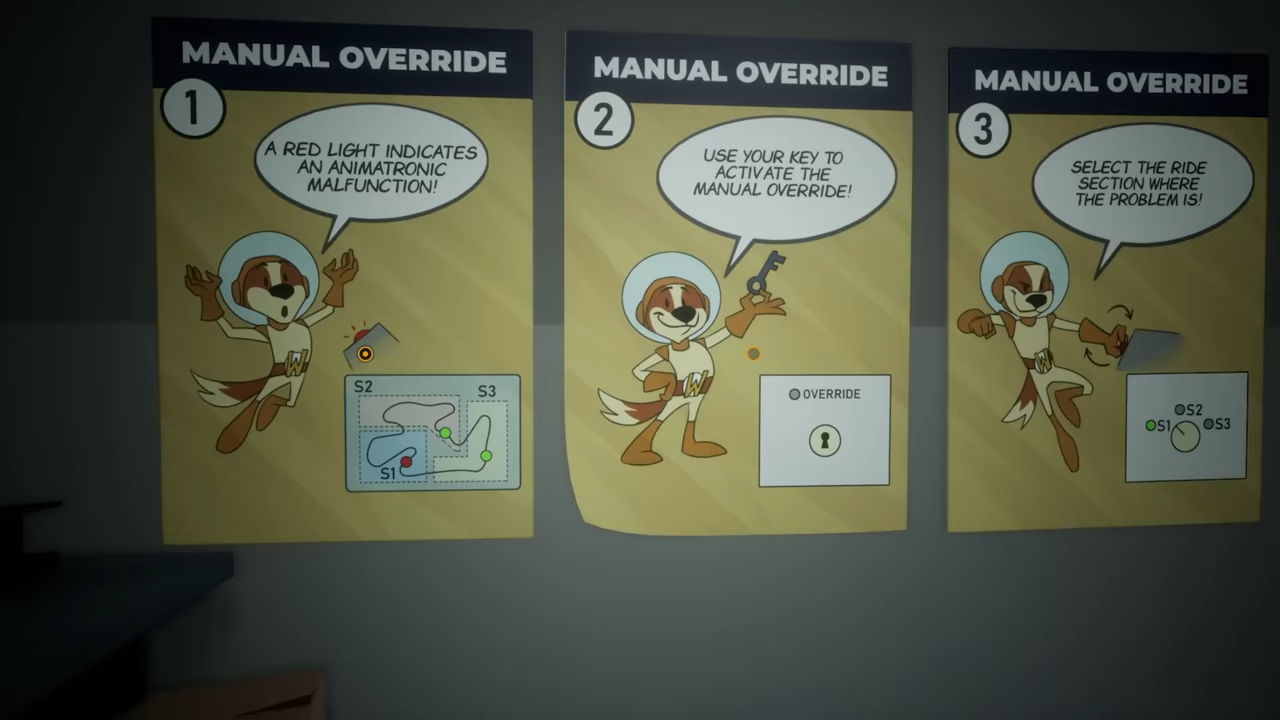 MANUAL OVERRIDE
1
A RED LIGHT INDICATES
AN ANIMATRONIC
MALFUNCTION!
W
S2
S3
S1
MANUAL OVERRIDE
2
USE YOUR KEY TO
ACTIVATE THE
MANUAL OVERRIDE!
W
OVERRIDE
MANUAL OVERRIDE
3
SELECT THE RIDE
SECTION WHERE
THE PROBLEM IS!
W
S2
S1
S3